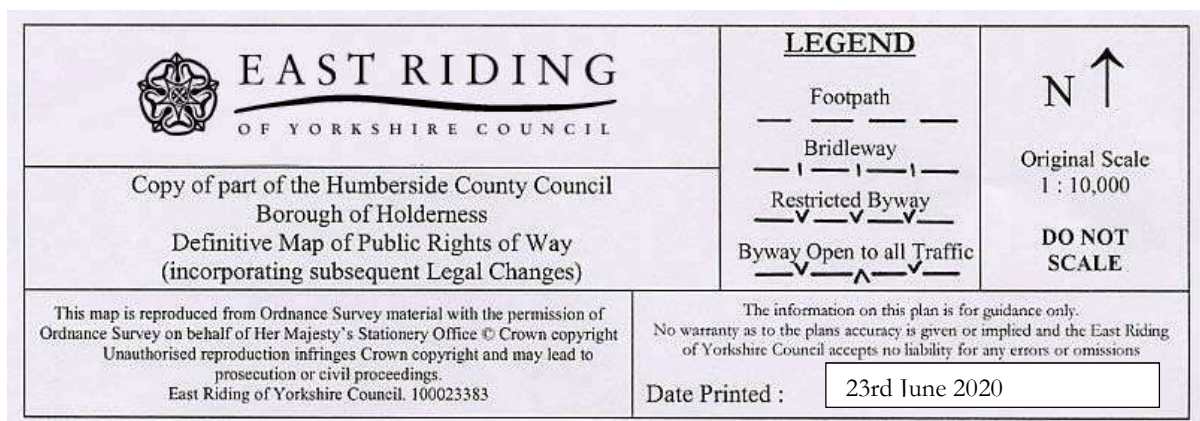 EAST RIDING
OF YORKSHIRE COUNCIL
Copy of part of the Humberside County Council
Borough of Holderness
Definitive Map of Public Rights of Way
(incorporating subsequent Legal Changes)
LEGEND
Footpath
Bridleway
Restricted Byway
Byway Open to all Traffic
N
Original Scale
1 : 10,000
DO NOT
SCALE
This map is reproduced from Ordnance Survey material with the permission of
Ordnance Survey on behalf of Her Majesty's Stationery Office © Crown copyright
Unauthorised reproduction infringes Crown copyright and may lead to
prosecution or civil proceedings.
East Riding of Yorkshire Council. 100023383
The information on this plan is for guidance only.
No warranty as to the plans accuracy is given or implied and the East Riding
of Yorkshire Council accepts no liability for any errors or omissions
Date Printed :
23rd June 2020